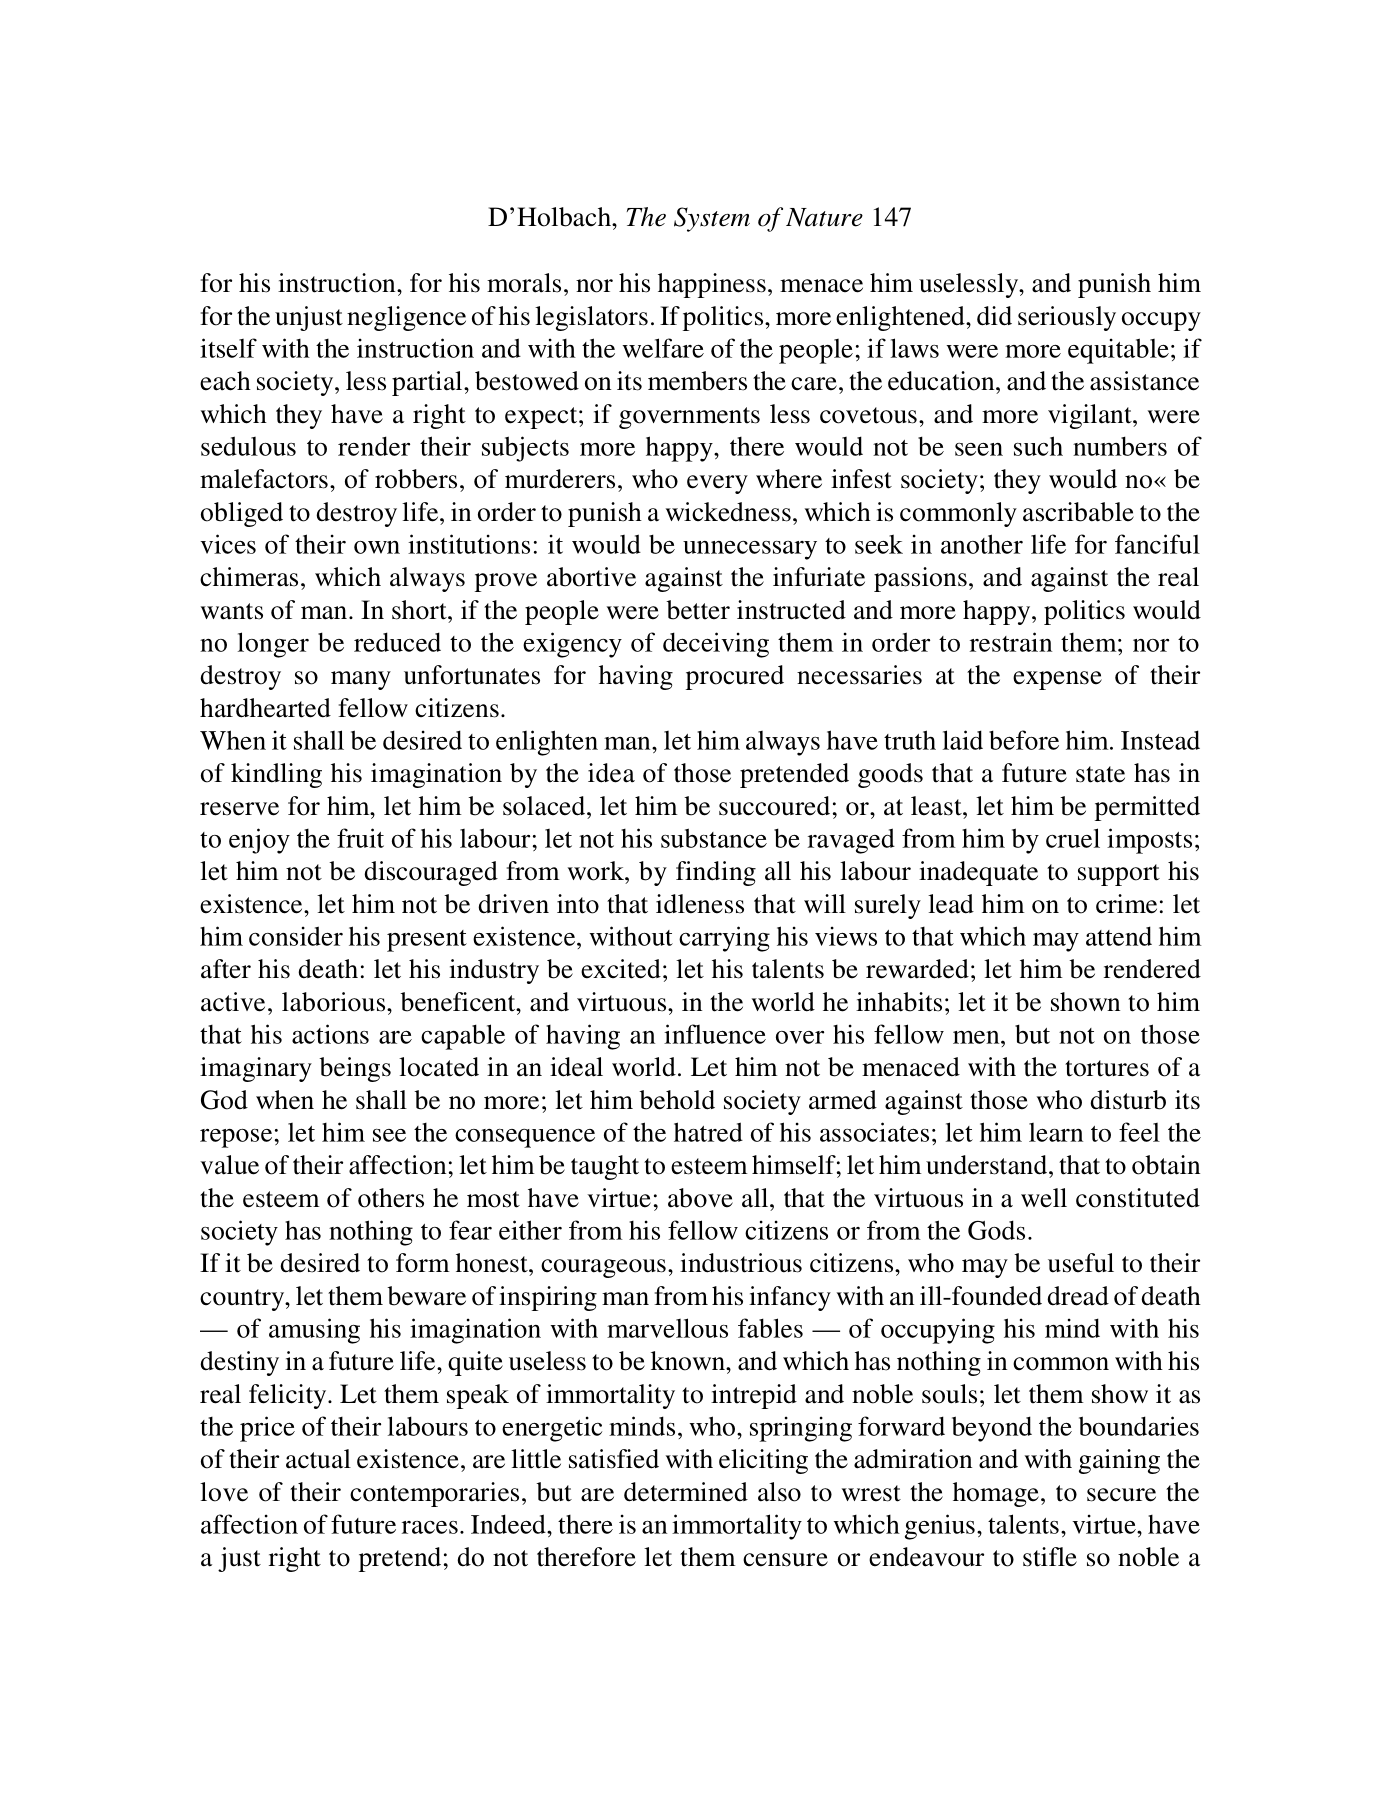 D’Holbach, The System of Nature 147
for his instruction, for his morals, nor his happiness, menace him uselessly, and punish him
for the unjust negligence of his legislators. If politics, more enlightened, did seriously occupy
itself with the instruction and with the welfare of the people; if laws were more equitable; if
each society, less partial, bestowed on its members the care, the education, and the assistance
which they have a right to expect; if governments less covetous, and more vigilant, were
sedulous to render their subjects more happy, there would not be seen such numbers of
malefactors, of robbers, of murderers, who every where infest society; they would no« be
obliged to destroy life, in order to punish a wickedness, which is commonly ascribable to the
vices of their own institutions: it would be unnecessary to seek in another life for fanciful
chimeras, which always prove abortive against the infuriate passions, and against the real
wants of man. In short, if the people were better instructed and more happy, politics would
no longer be reduced to the exigency of deceiving them in order to restrain them; nor to
destroy so many unfortunates for having procured necessaries at the expense of their
hardhearted fellow citizens.
When it shall be desired to enlighten man, let him always have truth laid before him. Instead
of kindling his imagination by the idea of those pretended goods that a future state has in
reserve for him, let him be solaced, let him be succoured; or, at least, let him be permitted
to enjoy the fruit of his labour; let not his substance be ravaged from him by cruel imposts;
let him not be discouraged from work, by finding all his labour inadequate to support his
existence, let him not be driven into that idleness that will surely lead him on to crime: let
him consider his present existence, without carrying his views to that which may attend him
after his death: let his industry be excited; let his talents be rewarded; let him be rendered
active, laborious, beneficent, and virtuous, in the world he inhabits; let it be shown to him
that his actions are capable of having an influence over his fellow men, but not on those
imaginary beings located in an ideal world. Let him not be menaced with the tortures of a
God when he shall be no more; let him behold society armed against those who disturb its
repose; let him see the consequence of the hatred of his associates; let him learn to feel the
value of their affection; let him be taught to esteem himself; let him understand, that to obtain
the esteem of others he most have virtue; above all, that the virtuous in a well constituted
society has nothing to fear either from his fellow citizens or from the Gods.
If it be desired to form honest, courageous, industrious citizens, who may be useful to their
country, let them beware of inspiring man from his infancy with an ill-founded dread of death
— of amusing his imagination with marvellous fables — of occupying his mind with his
destiny in a future life, quite useless to be known, and which has nothing in common with his
real felicity. Let them speak of immortality to intrepid and noble souls; let them show it as
the price of their labours to energetic minds, who, springing forward beyond the boundaries
of their actual existence, are little satisfied with eliciting the admiration and with gaining the
love of their contemporaries, but are determined also to wrest the homage, to secure the
affection of future races. Indeed, there is an immortality to which genius, talents, virtue, have
a just right to pretend; do not therefore let them censure or endeavour to stifle so noble a